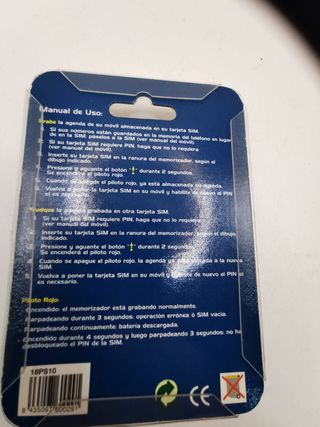 Manual de Uso:
Grabe la agenda de su móvil almacenada en su tarjeta SIM.
1. Si sus números están guardados en la memoria del teléfono en lugar
de en la SIM, páselos a la SIM (ver manual del móvil).
2. Si su tarjeta SIM requiere PIN, haga que no lo requiera
(ver manual del móvil).
Inserte su tarjeta SIM en la ranura del memorizador, según el
dibujo indicado.
Presione y aguante el botón " " durante 2 segundos.
Se encenderá el piloto rojo.
5. Cuando se apague el piloto rojo, ya está almacenada su agenda.
6. Vuelva a poner la tarjeta SIM en su móvil y habilite de nuevo el PIN
si es necesario.
Vuelque la agenda grabada en otra tarjeta SIM.
1. Si su tarjeta SIM requiere PIN, haga que no lo requiera
(ver manual del móvil).
2. Inserte su tarjeta SIM en la ranura del memorizador, según el dibujo
indicado.
3. Presione y aguante el botón " " durante 2 segundos.
Se encenderá el piloto rojo.
4. Cuando se apague el piloto rojo, la agenda ya está almacenada en la
SIM.
5. Vuelva a poner la tarjeta SIM en su móvil y habilite de nuevo el PIN si
es necesario.
Piloto Rojo:
-Encendido: el memorizador está grabando normalmente.
-Parpadeando durante 3 segundos: operación errónea ó SIM vacía.
-Parpadeando continuamente: batería descargada.
-Encendido durante 4 segundos y luego parpadeando 3 segundos: no ha
desbloqueado el PIN de la SIM.
18PS10
8 435091 600291
CE